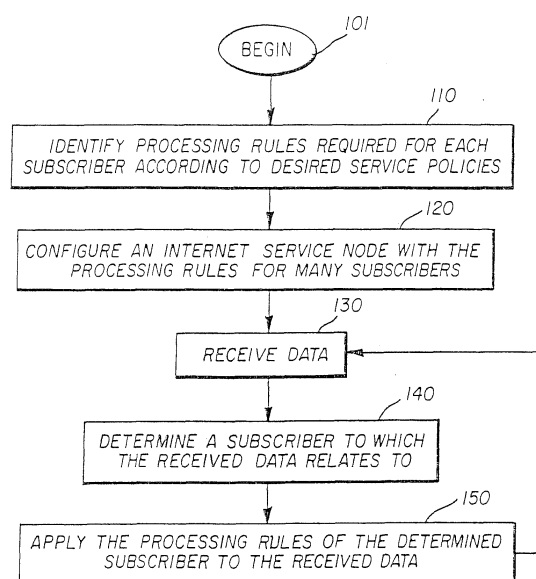 101
BEGIN
110
IDENTIFY PROCESSING RULES REQUIRED FOR EACH
SUBSCRIBER ACCORDING TO DESIRED SERVICE POLICIES
120
CONFIGURE AN INTERNET SERVICE NODE WITH THE
PROCESSING RULES FOR MANY SUBSCRIBERS
130
RECEIVE DATA
140
DETERMINE A SUBSCRIBER TO WHICH
THE RECEIVED DATA RELATES TO
150
APPLY THE PROCESSING RULES OF THE DETERMINED
SUBSCRIBER TO THE RECEIVED DATA